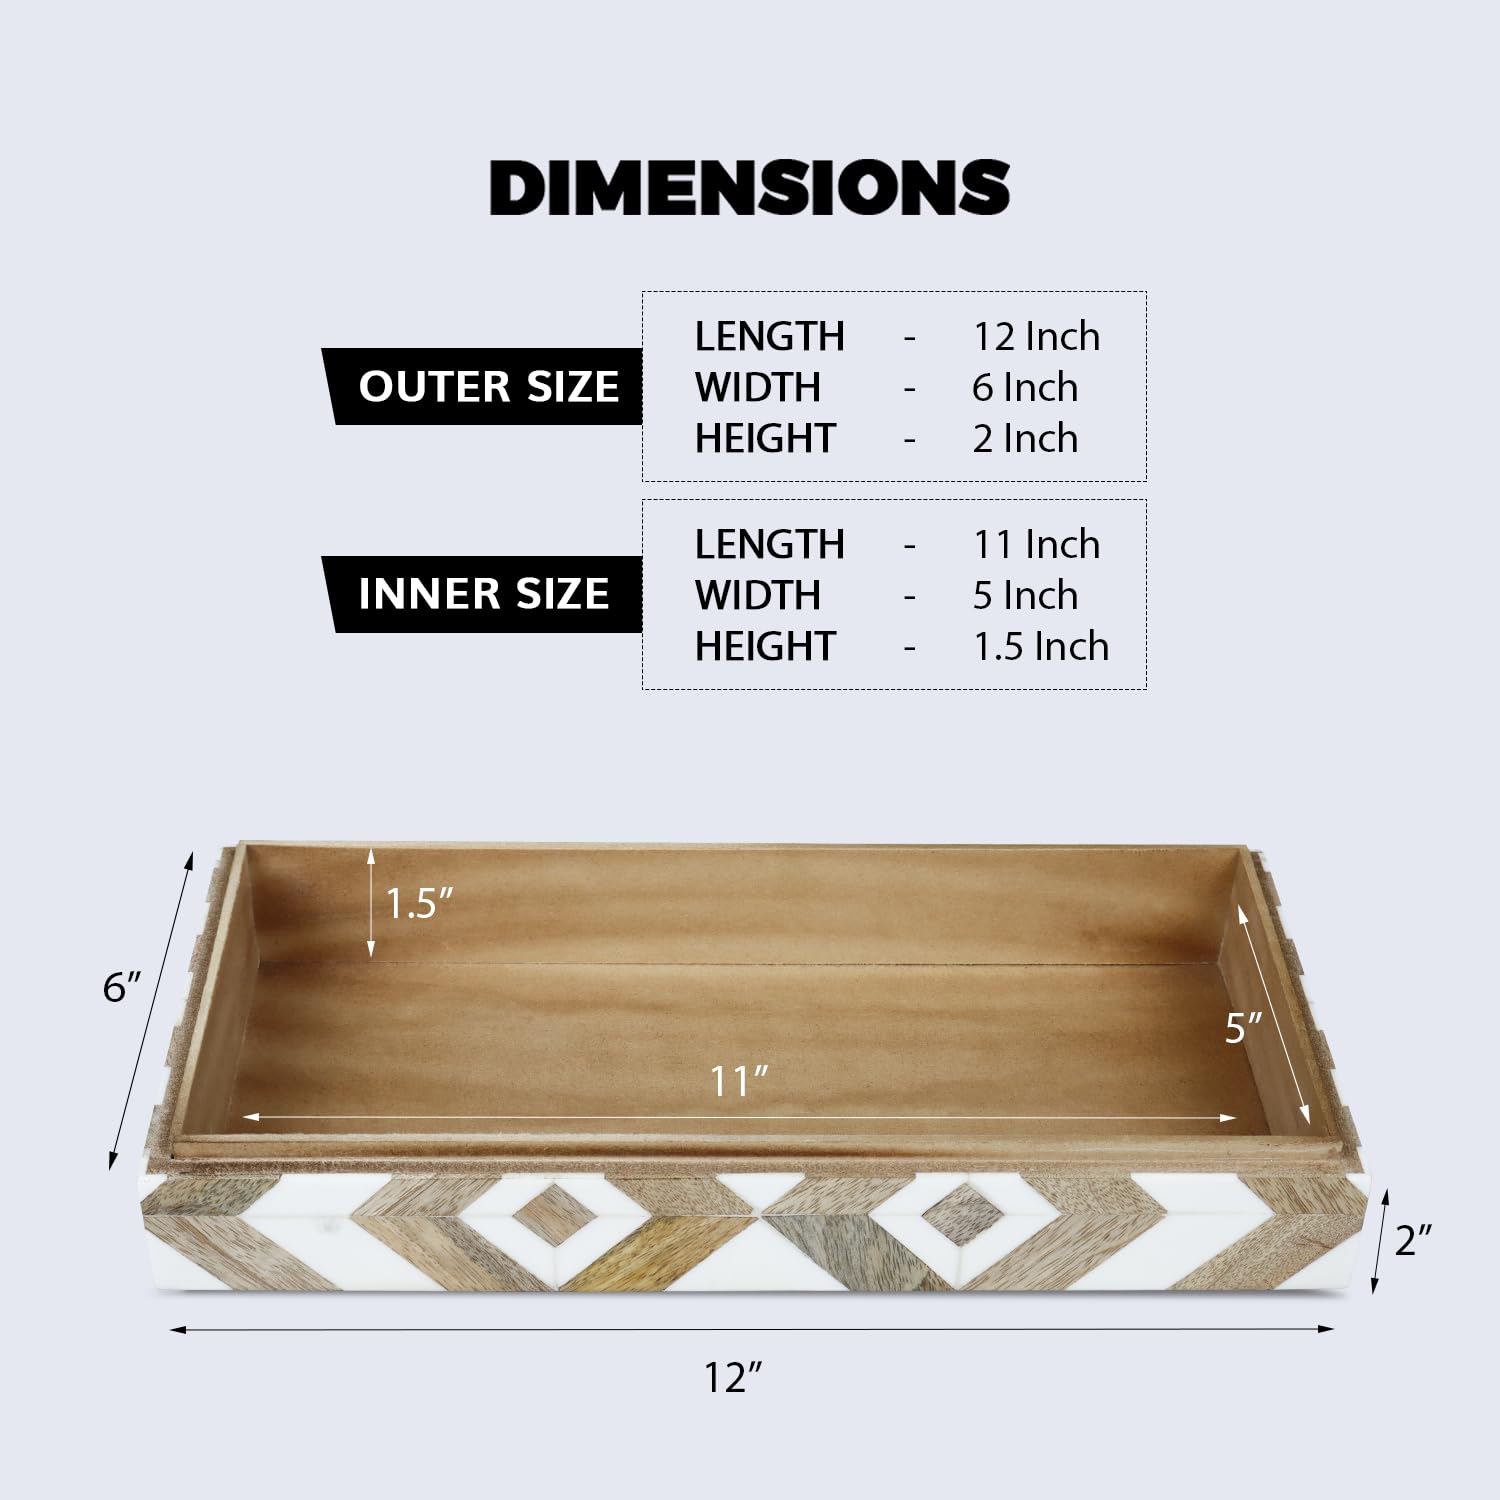 DIMENSIONS
OUTER SIZE
LENGTH - 12 Inch
WIDTH - 6 Inch
HEIGHT - 2 Inch
INNER SIZE
LENGTH - 11 Inch
WIDTH - 5 Inch
HEIGHT - 1.5 Inch
1.5”
6”
5”
11”
2”
12”